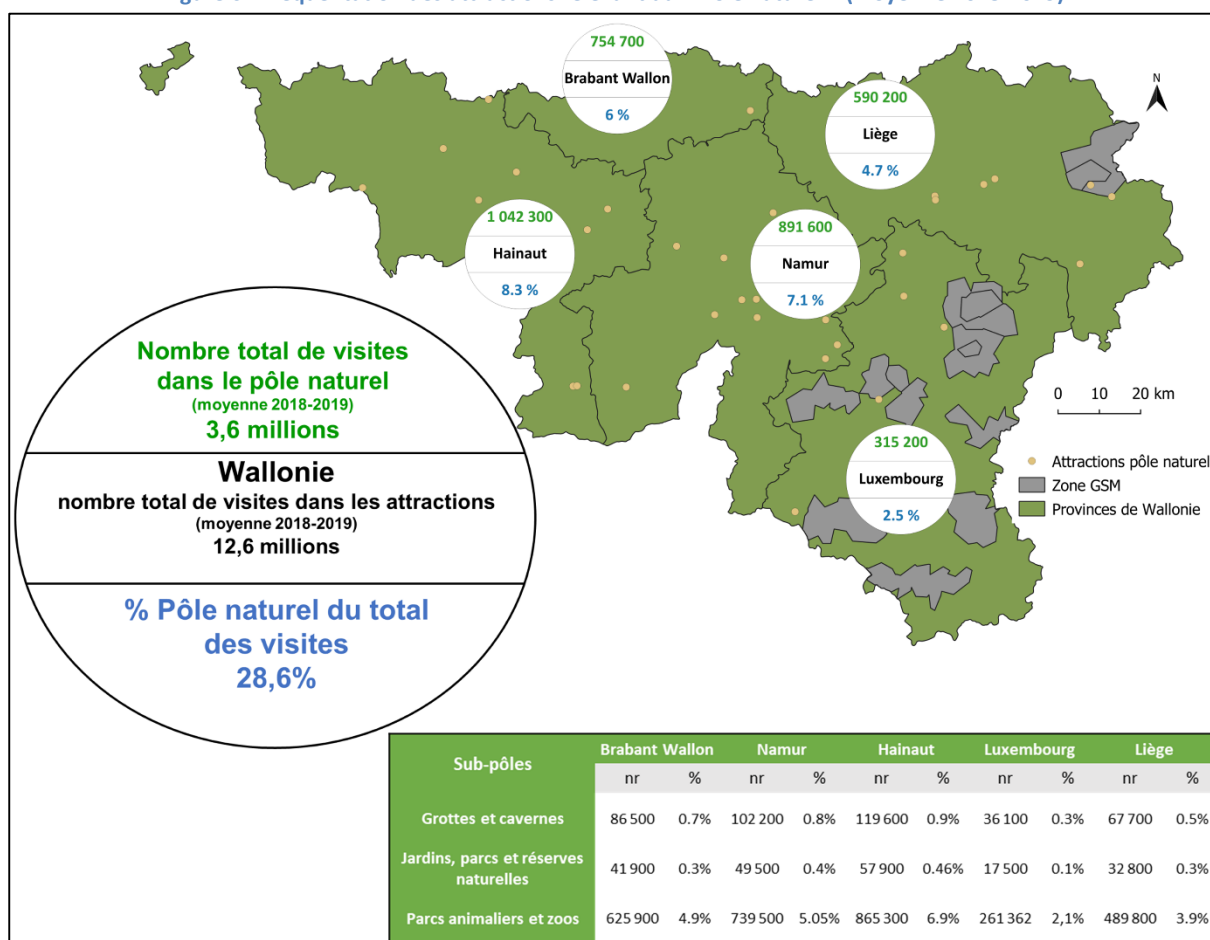 754 700
Brabant Wallon
6 %
590 200
Liège
4.7 %
N
1 042 300
Hainaut
8.3 %
891 600
Namur
7.1 %
315 200
Luxembourg
2.5 %
0 10 20 km
Attractions pôle naturel
Zone GSM
Provinces de Wallonie
Nombre total de visites
dans le pôle naturel
(moyenne 2018-2019)
3,6 millions
Wallonie
nombre total de visites dans les attractions
(moyenne 2018-2019)
12,6 millions
% Pôle naturel du total
des visites
28,6%
Sub-pôles Brabant Wallon Namur Hainaut Luxembourg Liège
nr % nr % nr % nr % nr %
Grottes et cavernes 86 500 0.7% 102 200 0.8% 119 600 0.9% 36 100 0.3% 67 700 0.5%
Jardins, parcs et réserves
naturelles 41 900 0.3% 49 500 0.4% 57 900 0.46% 17 500 0.1% 32 800 0.3%
Parcs animaliers et zoos 625 900 4.9% 739 500 5.05% 865 300 6.9% 261 362 2,1% 489 800 3.9%